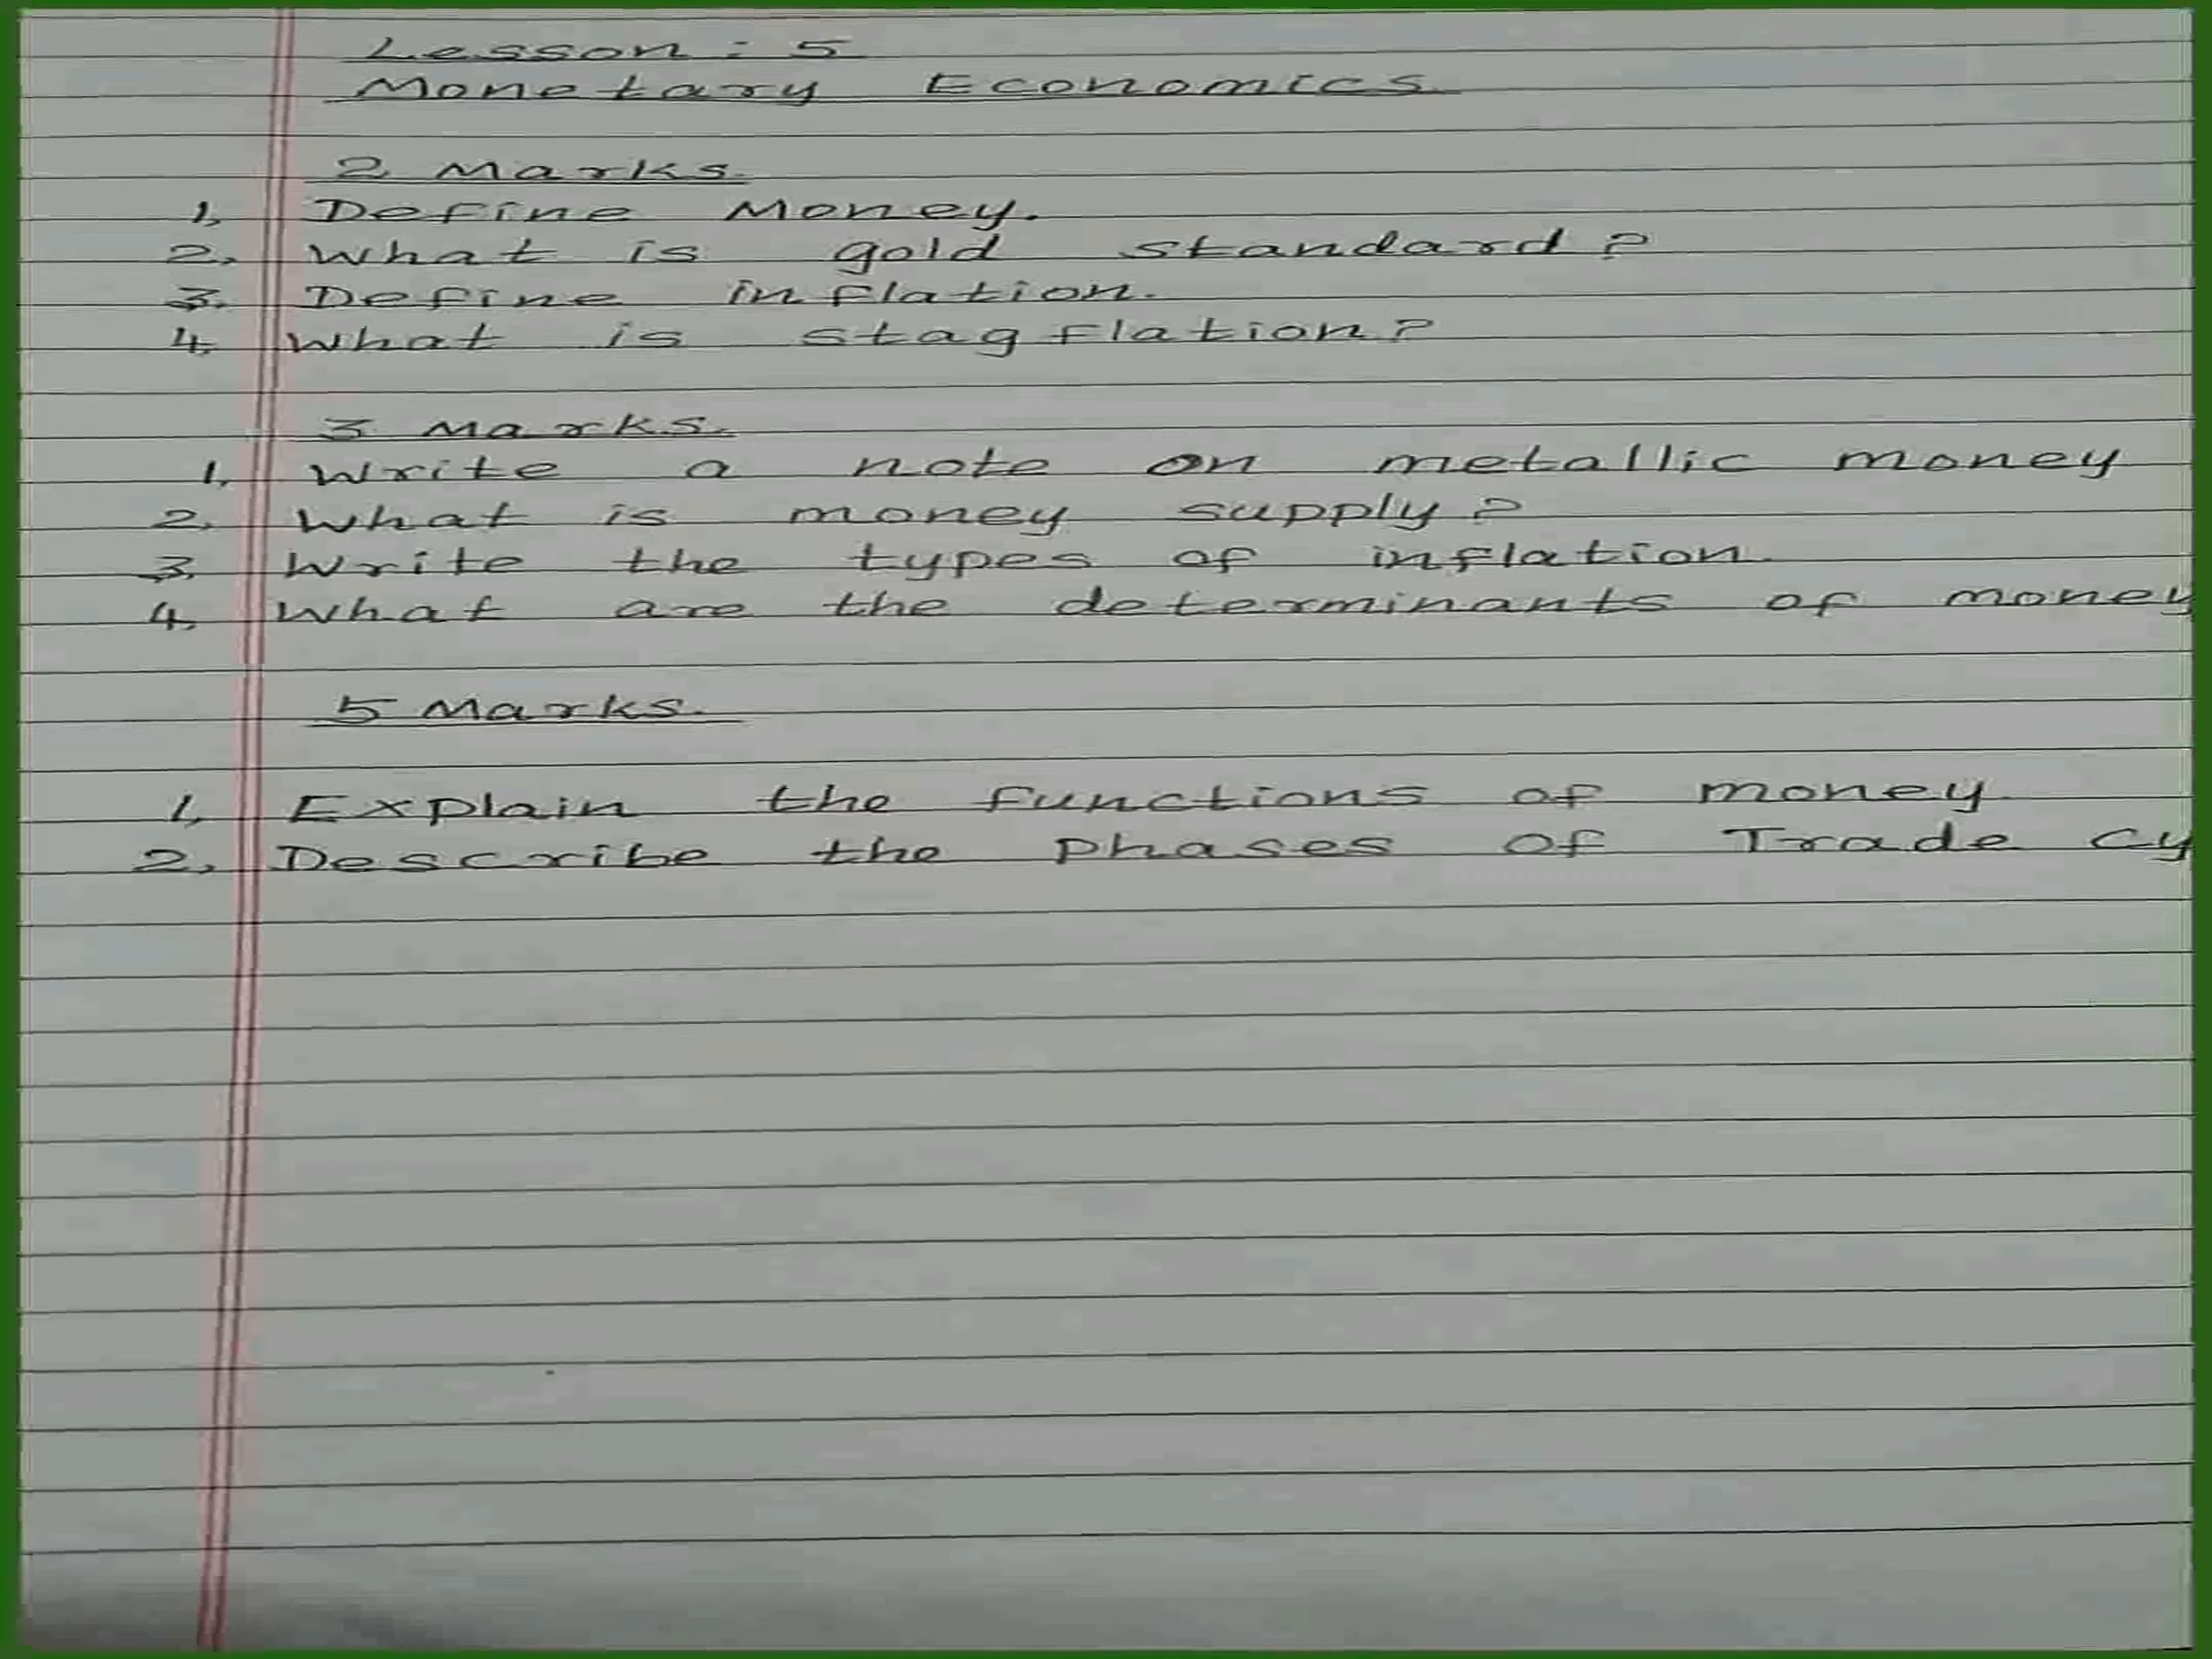 Lesson : 5
Monetary Economics
2 Marks.
1, Define Money.
2, What is gold standard?
3. Define inflation.
4, What is stagflation?
3 Marks.
1. Write a note on metallic money
2, What is money supply?
3, Write the types of inflation.
4, What are the determinants of money
5 Marks.
1, Explain the functions of money
2, Describe the Phases of Trade Cy